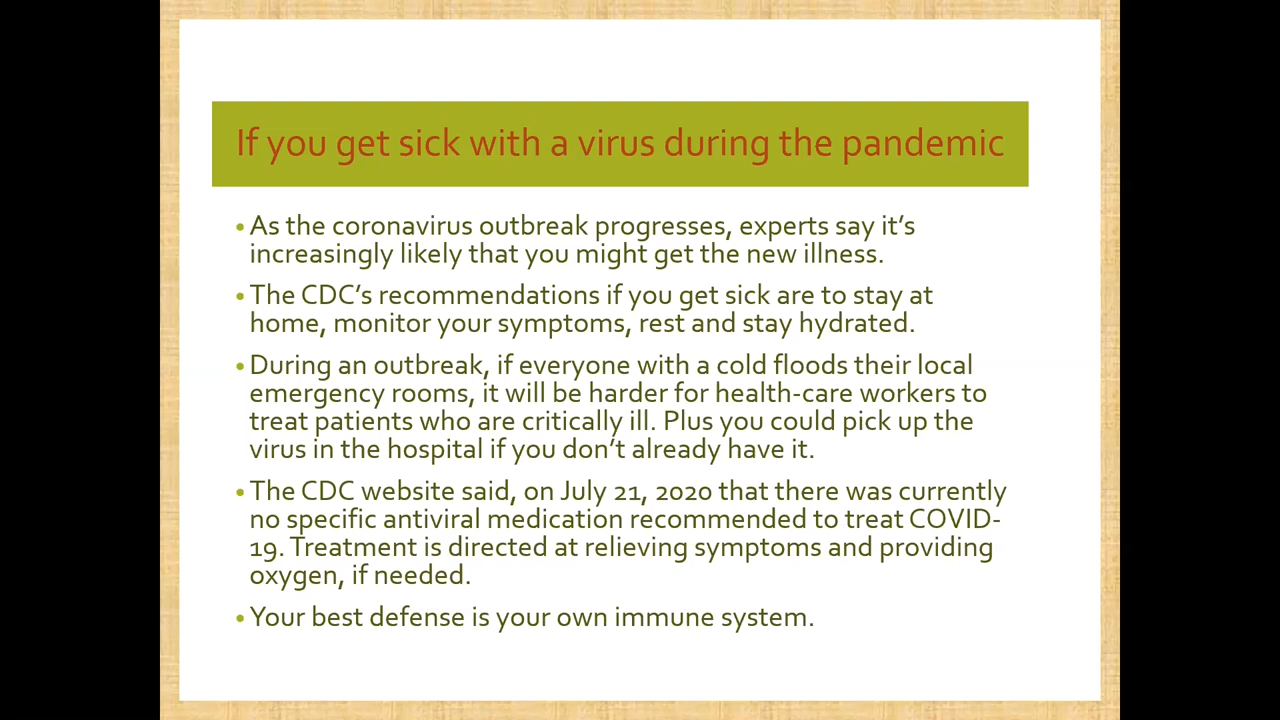 If you get sick with a virus during the pandemic
• As the coronavirus outbreak progresses, experts say it’s
increasingly likely that you might get the new illness.
• The CDC’s recommendations if you get sick are to stay at
home, monitor your symptoms, rest and stay hydrated.
• During an outbreak, if everyone with a cold floods their local
emergency rooms, it will be harder for health-care workers to
treat patients who are critically ill. Plus you could pick up the
virus in the hospital if you don’t already have it.
• The CDC website said, on July 21, 2020 that there was currently
no specific antiviral medication recommended to treat COVID-
19. Treatment is directed at relieving symptoms and providing
oxygen, if needed.
• Your best defense is your own immune system.